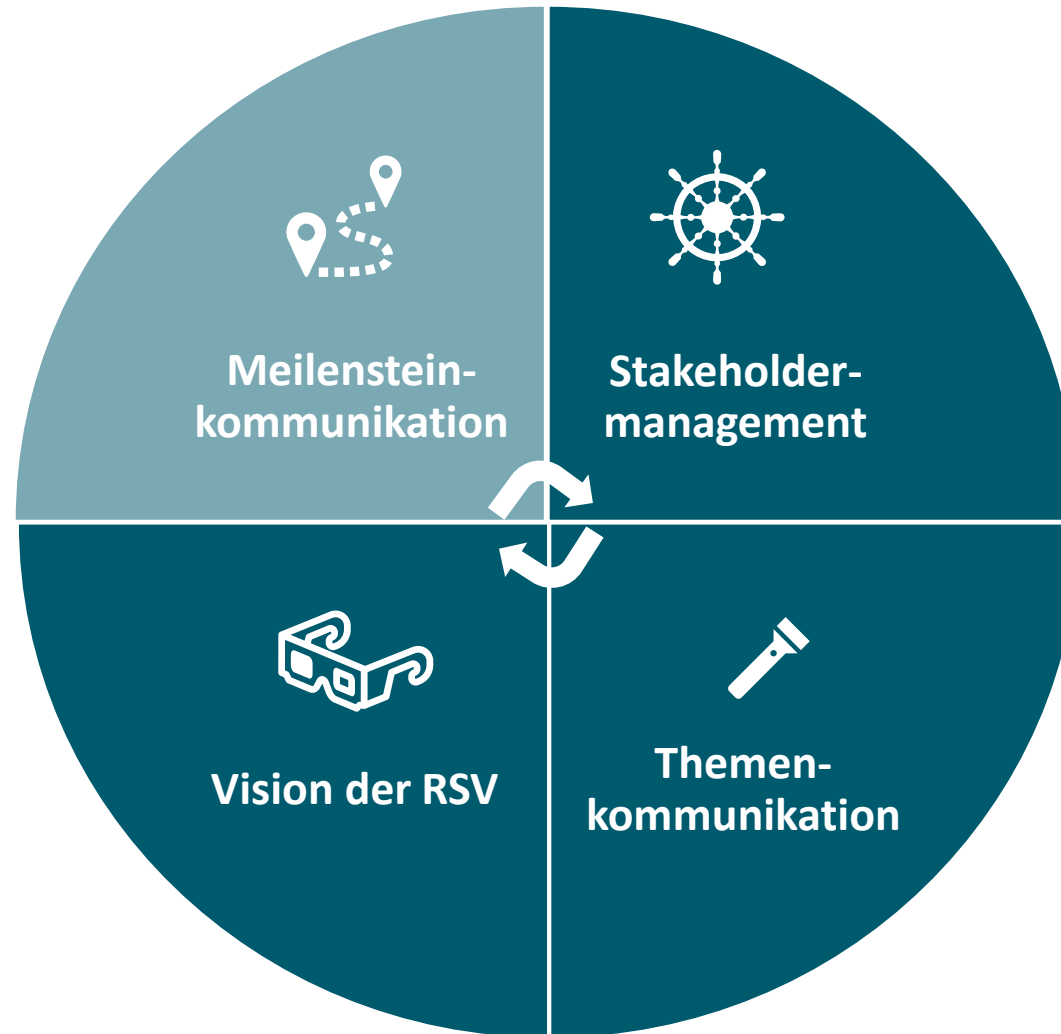 Meilenstein-
kommunikation
Stakeholder-
management
Vision der RSV
Themen-
kommunikation